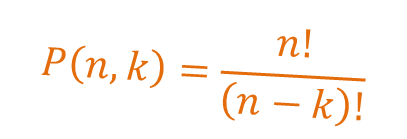 P(n, k) = n! / (n − k)!